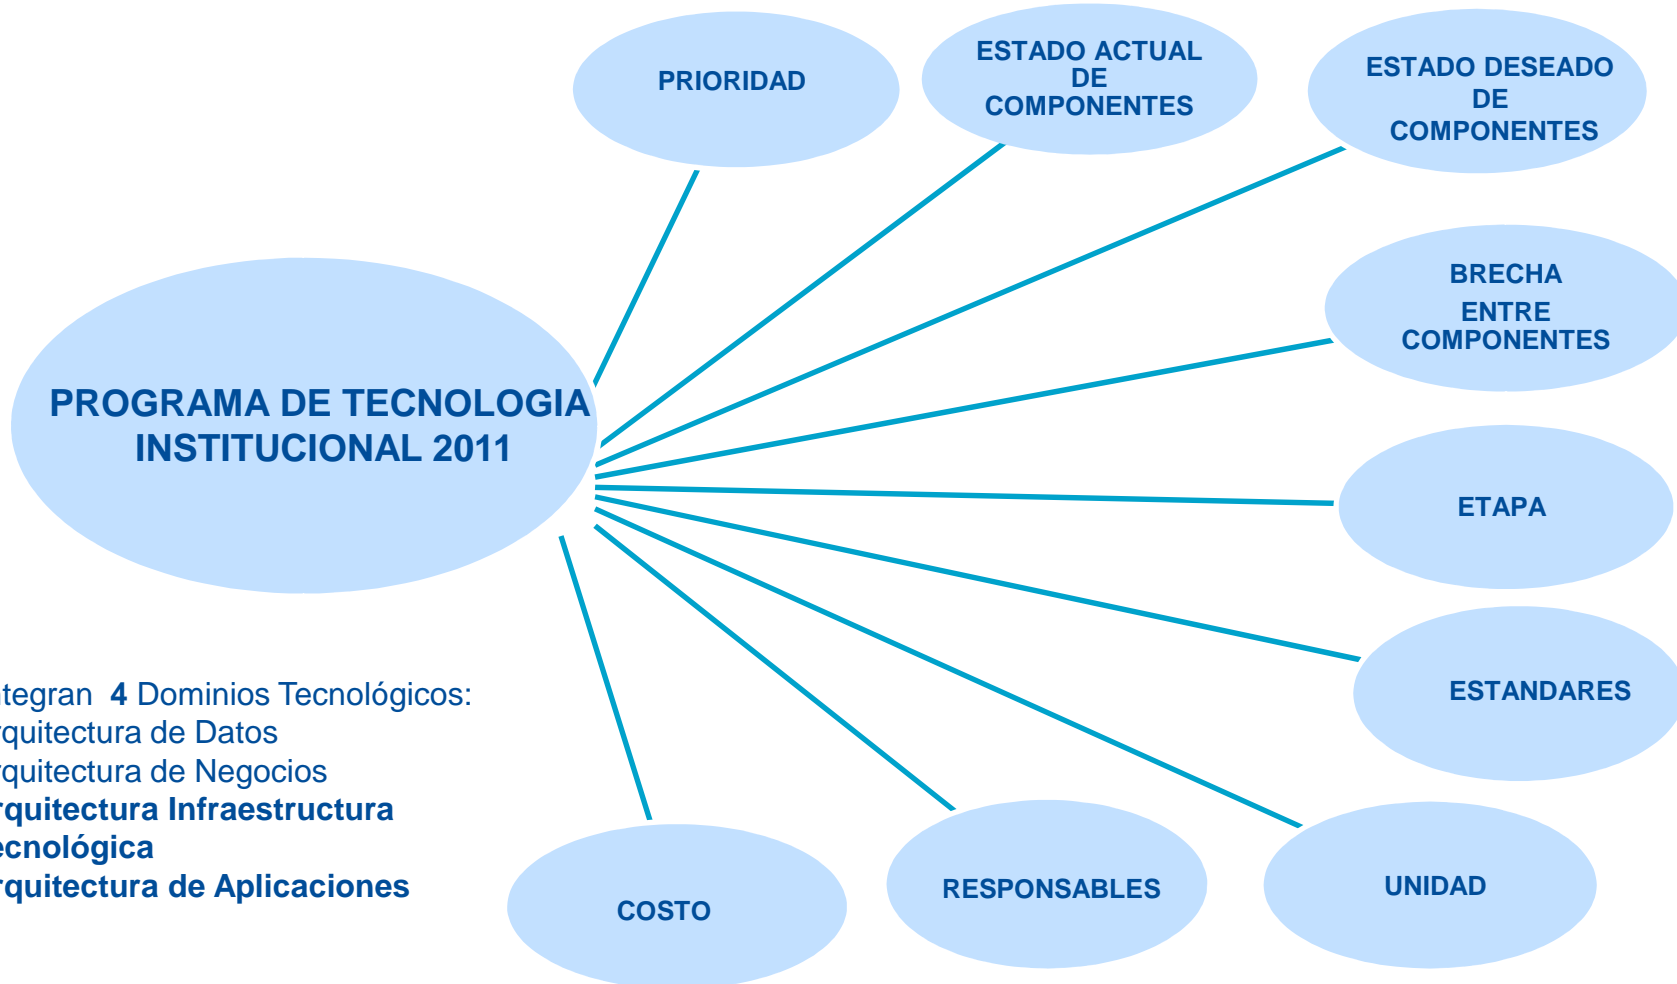 PRIORIDAD
ESTADO ACTUAL
DE
COMPONENTES
ESTADO DESEADO
DE
COMPONENTES
BRECHA
ENTRE
COMPONENTES
PROGRAMA DE TECNOLOGIA
INSTITUCIONAL 2011
ETAPA
ESTANDARES
ntegran 4 Dominios Tecnológicos:
rquitectura de Datos
rquitectura de Negocios
rquitectura Infraestructura
ecnológica
rquitectura de Aplicaciones
COSTO
RESPONSABLES
UNIDAD